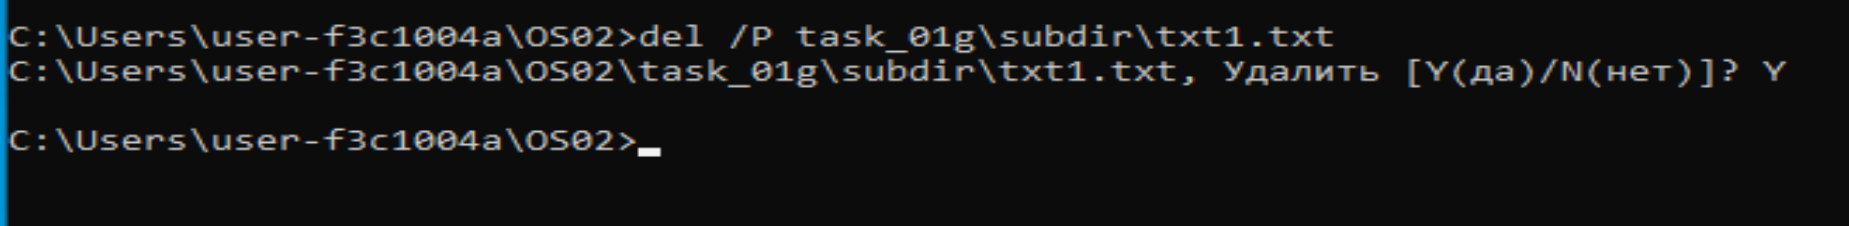 C:\Users\user-f3c1004a\OS02>del /P task_01g\subdir\txt1.txt
C:\Users\user-f3c1004a\OS02\task_01g\subdir\txt1.txt, Удалить [Y(да)/N(нет)]? Y
C:\Users\user-f3c1004a\OS02>